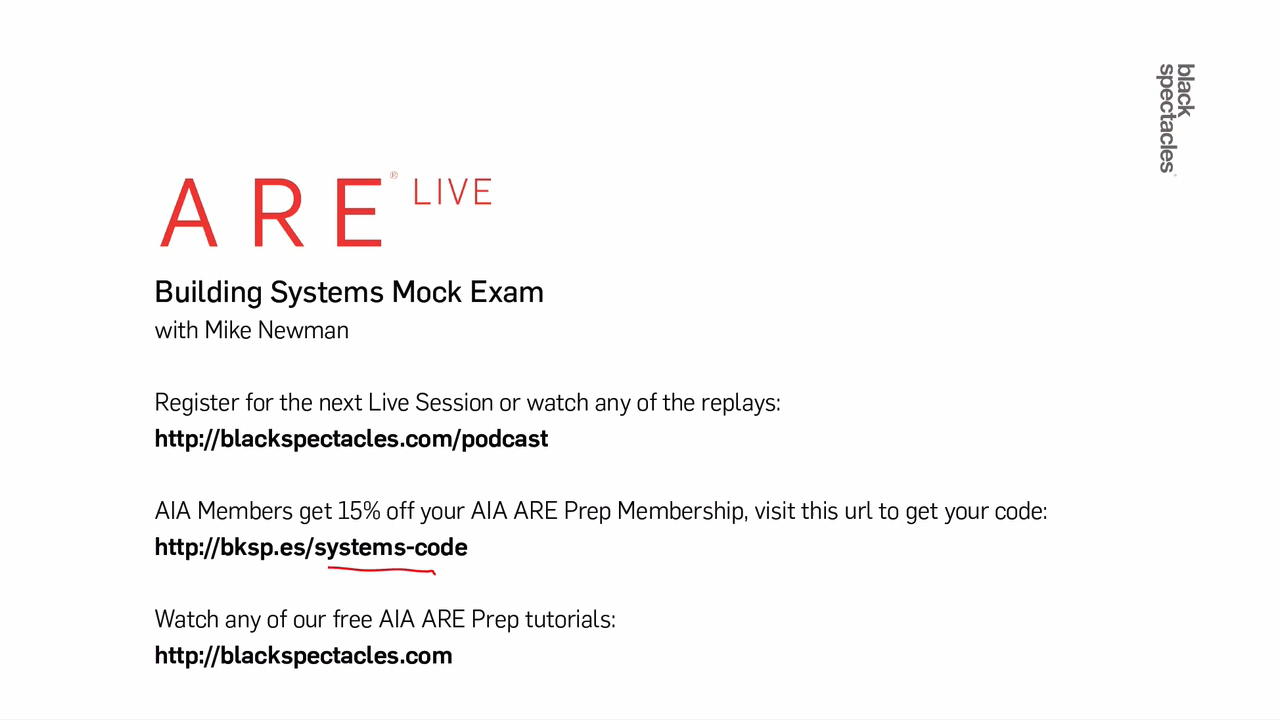 black
spectacles
ARE® LIVE
Building Systems Mock Exam
with Mike Newman
Register for the next Live Session or watch any of the replays:
http://blackspectacles.com/podcast
AIA Members get 15% off your AIA ARE Prep Membership, visit this url to get your code:
http://bksp.es/systems-code
Watch any of our free AIA ARE Prep tutorials:
http://blackspectacles.com